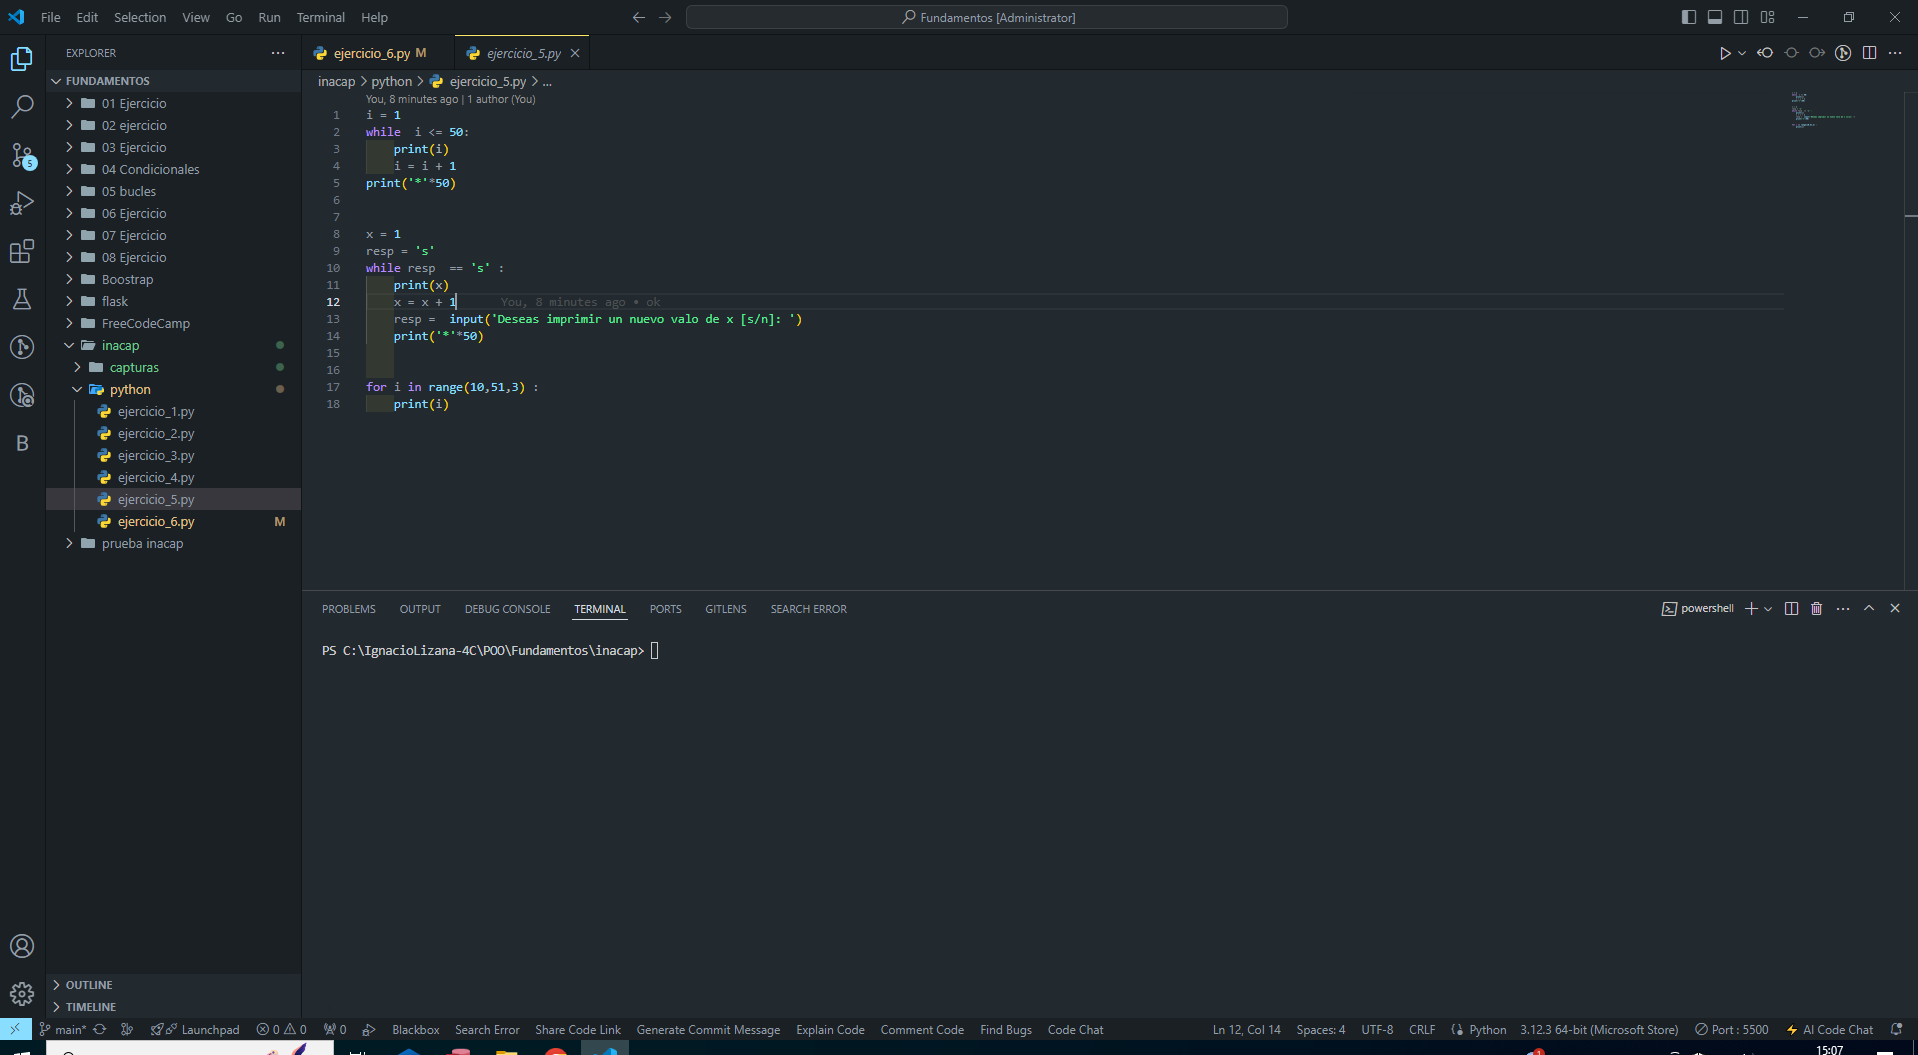 File Edit Selection View Go Run Terminal Help
Fundamentos [Administrator]
EXPLORER
ejercicio_6.py M
ejercicio_5.py
FUNDAMENTOS
01 Ejercicio
02 ejercicio
03 Ejercicio
04 Condicionales
05 bucles
06 Ejercicio
07 Ejercicio
08 Ejercicio
Boostrap
flask
FreeCodeCamp
inacap
capturas
python
ejercicio_1.py
ejercicio_2.py
ejercicio_3.py
ejercicio_4.py
ejercicio_5.py
ejercicio_6.py M
prueba inacap
OUTLINE
TIMELINE
5
B
inacap > python > ejercicio_5.py > ...
You, 8 minutes ago | 1 author (You)
1 i = 1
2 while  i <= 50:
3     print(i)
4     i = i + 1
5 print('*'*50)
6
7
8 x = 1
9 resp = 's'
10 while resp  == 's' :
11     print(x)
12     x = x + 1 You, 8 minutes ago • ok
13     resp =  input('Deseas imprimir un nuevo valo de x [s/n]: ')
14     print('*'*50)
15
16
17 for i in range(10,51,3) :
18     print(i)
PROBLEMS OUTPUT DEBUG CONSOLE TERMINAL PORTS GITLENS SEARCH ERROR
powershell
PS C:\IgnacioLizana-4C\POO\Fundamentos\inacap>
main* Launchpad 0 0 0 Blackbox Search Error Share Code Link Generate Commit Message Explain Code Comment Code Find Bugs Code Chat
Ln 12, Col 14 Spaces: 4 UTF-8 CRLF Python 3.12.3 64-bit (Microsoft Store) Port : 5500 AI Code Chat
1
15:07